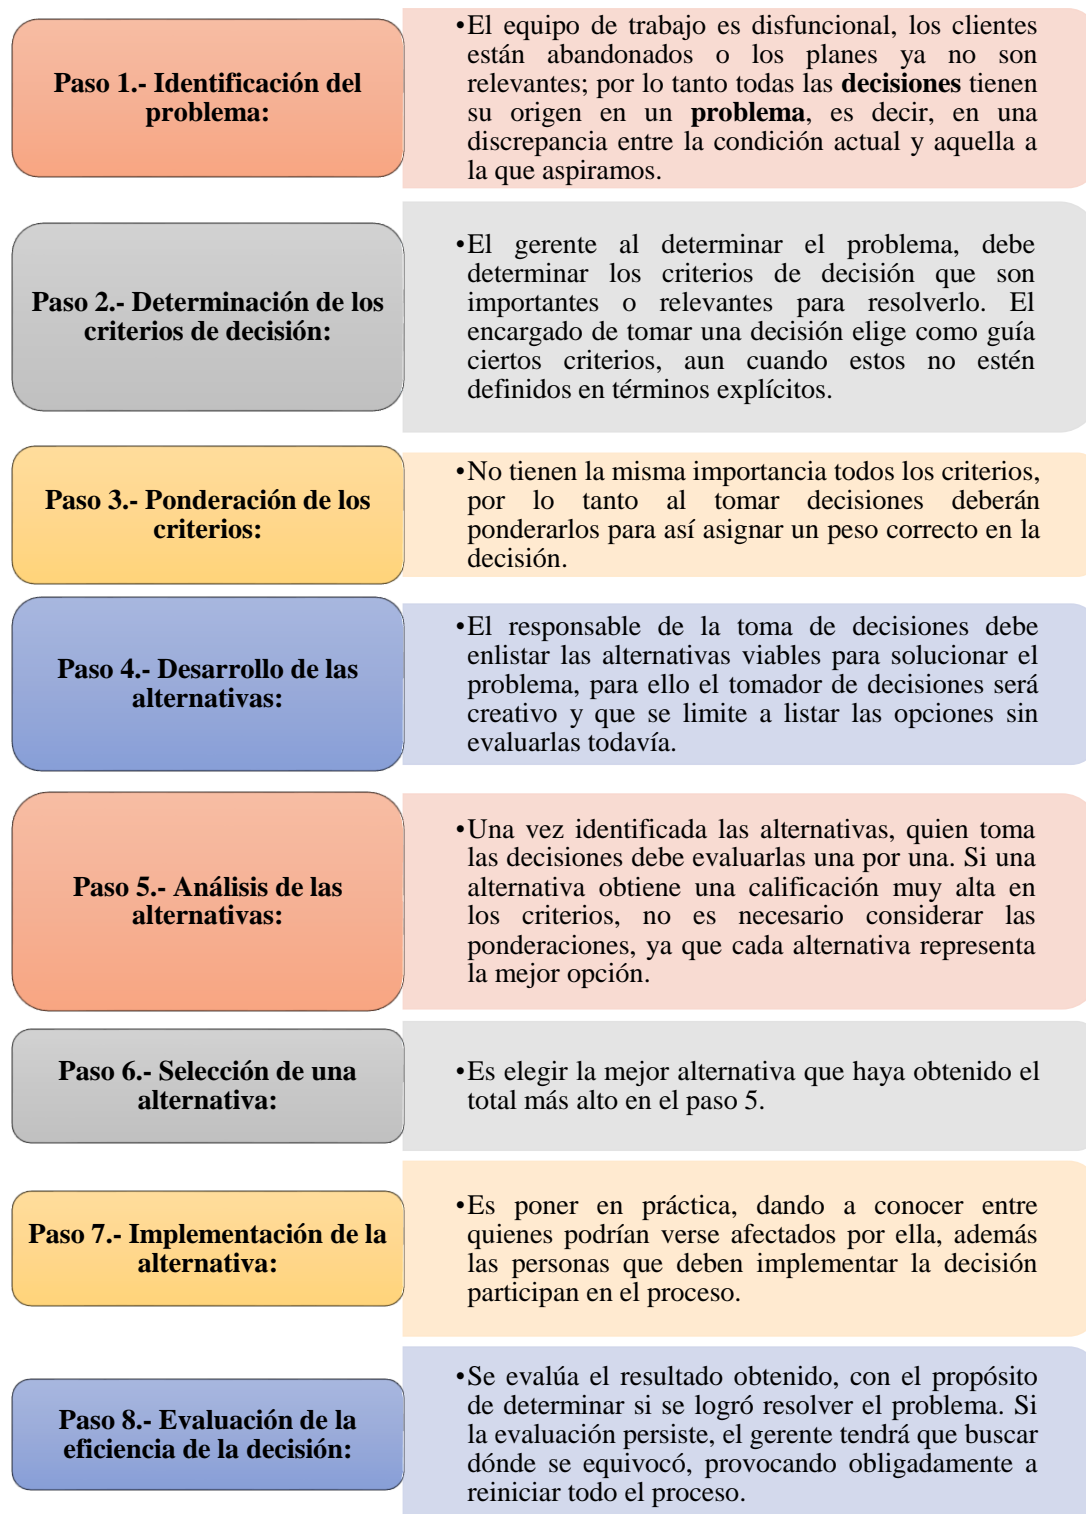 Paso 1.- Identificación del
problema:
•El equipo de trabajo es disfuncional, los clientes
están abandonados o los planes ya no son
relevantes; por lo tanto todas las decisiones tienen
su origen en un problema, es decir, en una
discrepancia entre la condición actual y aquella a
la que aspiramos.
Paso 2.- Determinación de los
criterios de decisión:
•El gerente al determinar el problema, debe
determinar los criterios de decisión que son
importantes o relevantes para resolverlo. El
encargado de tomar una decisión elige como guía
ciertos criterios, aun cuando estos no estén
definidos en términos explícitos.
Paso 3.- Ponderación de los
criterios:
•No tienen la misma importancia todos los criterios,
por lo tanto al tomar decisiones deberán
ponderarlos para así asignar un peso correcto en la
decisión.
Paso 4.- Desarrollo de las
alternativas:
•El responsable de la toma de decisiones debe
enlistar las alternativas viables para solucionar el
problema, para ello el tomador de decisiones será
creativo y que se limite a listar las opciones sin
evaluarlas todavía.
Paso 5.- Análisis de las
alternativas:
•Una vez identificada las alternativas, quien toma
las decisiones debe evaluarlas una por una. Si una
alternativa obtiene una calificación muy alta en
los criterios, no es necesario considerar las
ponderaciones, ya que cada alternativa representa
la mejor opción.
Paso 6.- Selección de una
alternativa:
•Es elegir la mejor alternativa que haya obtenido el
total más alto en el paso 5.
Paso 7.- Implementación de la
alternativa:
•Es poner en práctica, dando a conocer entre
quienes podrían verse afectados por ella, además
las personas que deben implementar la decisión
participan en el proceso.
Paso 8.- Evaluación de la
eficiencia de la decisión:
•Se evalúa el resultado obtenido, con el propósito
de determinar si se logró resolver el problema. Si
la evaluación persiste, el gerente tendrá que buscar
dónde se equivocó, provocando obligadamente a
reiniciar todo el proceso.